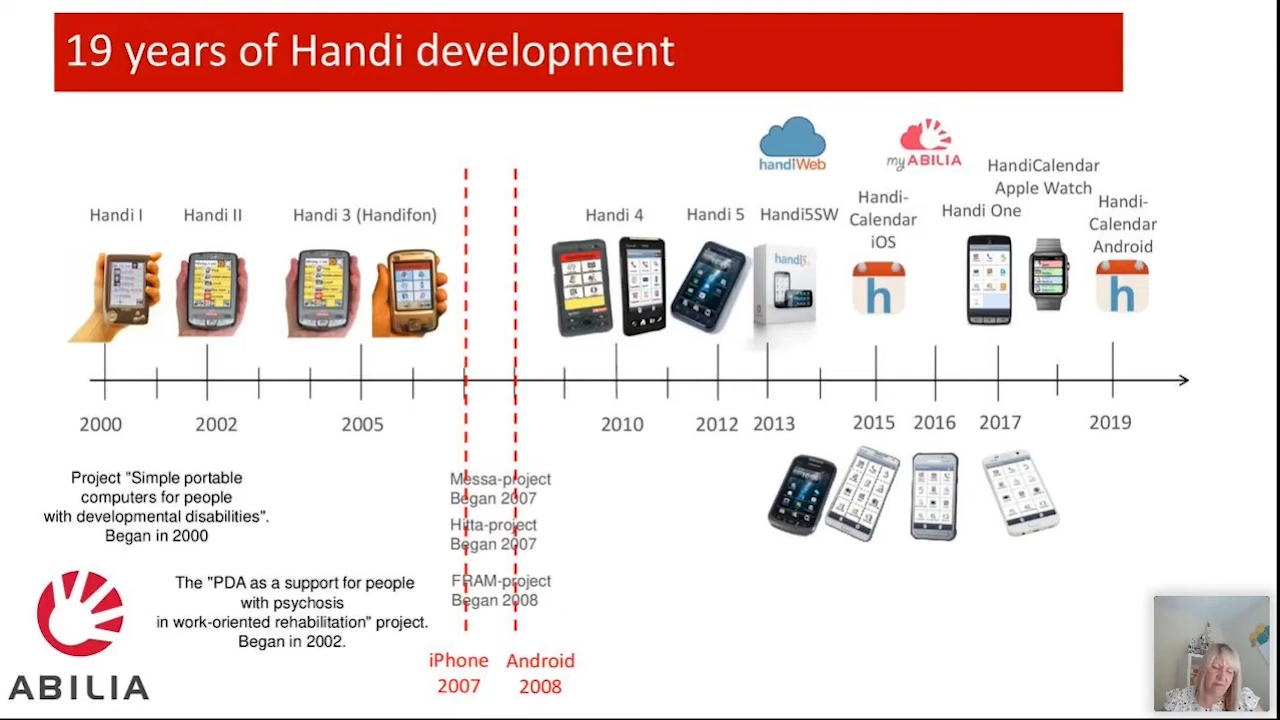 19 years of Handi development
handiWeb
myABILIA
HandiCalendar
Apple Watch
Handi I
Handi II
Handi 3 (Handifon)
Handi 4
Handi 5
Handi5SW
Handi-
Calendar
iOS
Handi One
Handi-
Calendar
Android
handi5
h
h
2000
2002
2005
2010
2012
2013
2015
2016
2017
2019
Project "Simple portable
computers for people
with developmental disabilities".
Began in 2000
Messa-project
Began 2007
Hitta-project
Began 2007
FRAM-project
Began 2008
The "PDA as a support for people
with psychosis
in work-oriented rehabilitation" project.
Began in 2002.
iPhone
2007
Android
2008
ABILIA